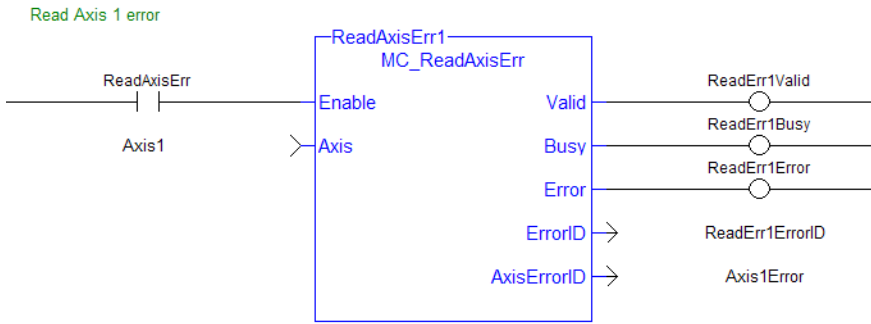 Read Axis 1 error
ReadAxisErr1
MC_ReadAxisErr
ReadAxisErr
Enable
Valid
ReadErr1Valid
Axis1
Axis
Busy
ReadErr1Busy
Error
ReadErr1Error
ErrorID
ReadErr1ErrorID
AxisErrorID
Axis1Error